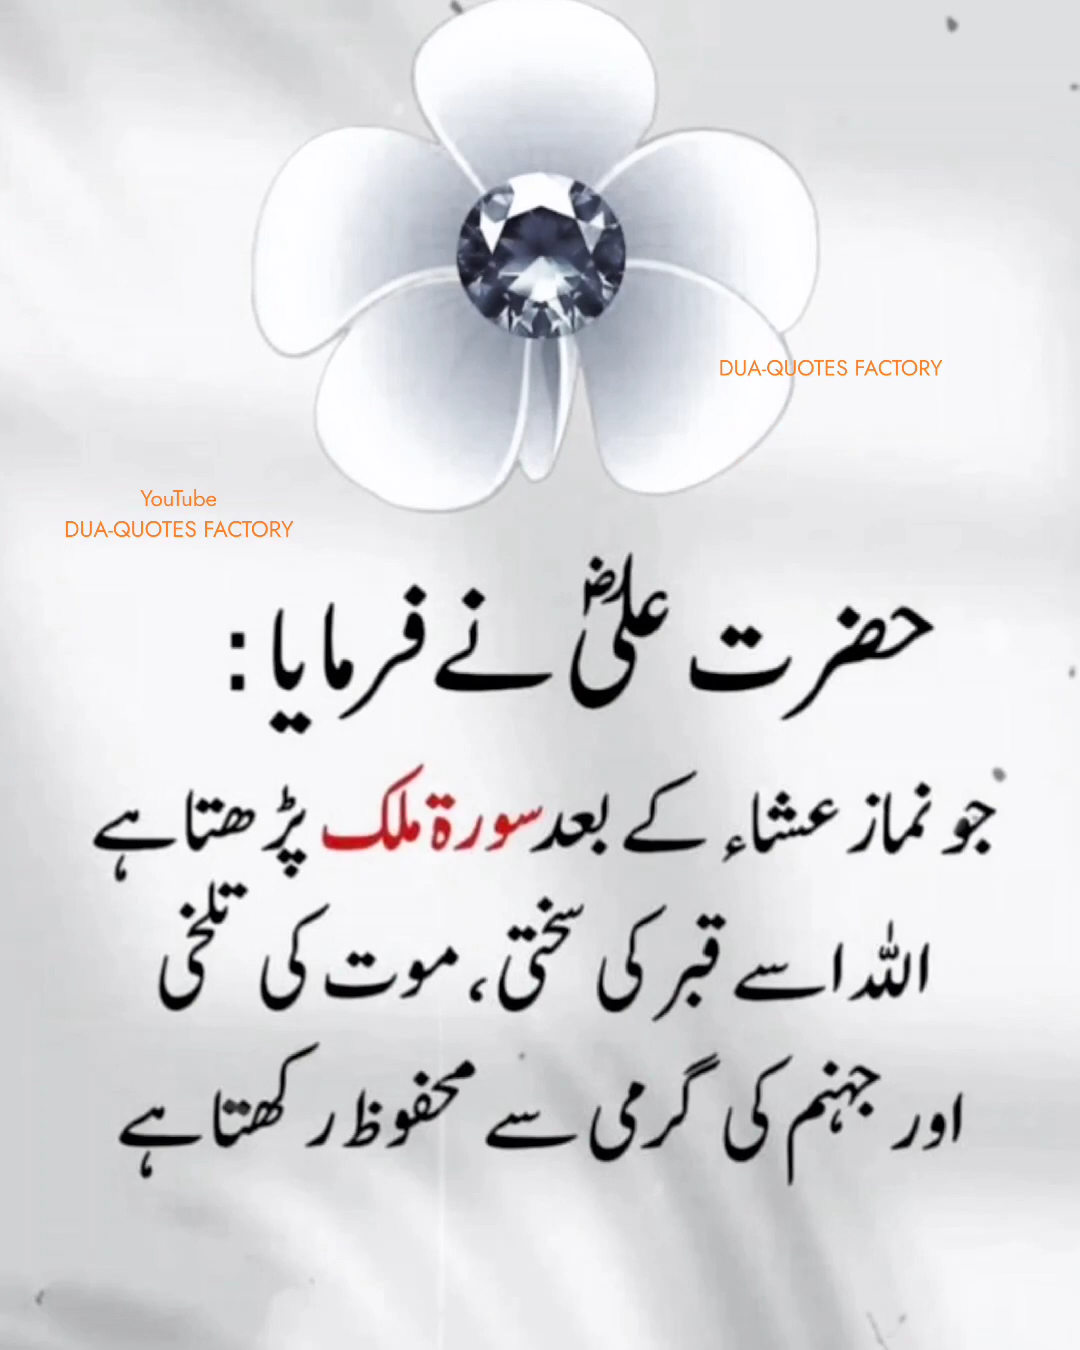 DUA-QUOTES FACTORY
YouTube
DUA-QUOTES FACTORY
حضرت علیؓ نے فرمایا :
جو نماز عشاء کے بعد سورة ملک پڑھتا ہے
اللہ اسے قبر کی سختی، موت کی تلخی
اور جہنم کی گرمی سے محفوظ رکھتا ہے